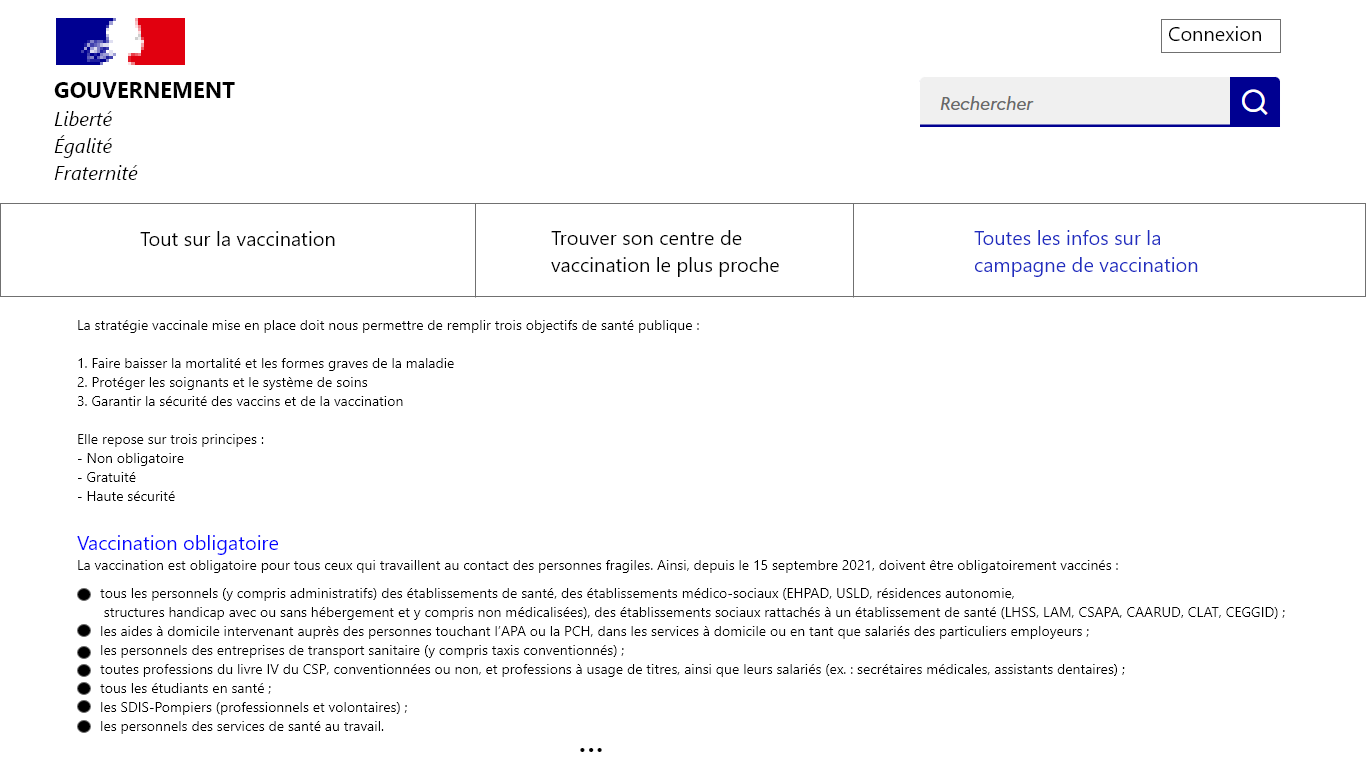 GOUVERNEMENT
Liberté
Égalité
Fraternité
Connexion
Rechercher
Tout sur la vaccination
Trouver son centre de
vaccination le plus proche
Toutes les infos sur la
campagne de vaccination
La stratégie vaccinale mise en place doit nous permettre de remplir trois objectifs de santé publique :
1. Faire baisser la mortalité et les formes graves de la maladie
2. Protéger les soignants et le système de soins
3. Garantir la sécurité des vaccins et de la vaccination
Elle repose sur trois principes :
- Non obligatoire
- Gratuité
- Haute sécurité
Vaccination obligatoire
La vaccination est obligatoire pour tous ceux qui travaillent au contact des personnes fragiles. Ainsi, depuis le 15 septembre 2021, doivent être obligatoirement vaccinés :
● tous les personnels (y compris administratifs) des établissements de santé, des établissements médico-sociaux (EHPAD, USLD, résidences autonomie,
structures handicap avec ou sans hébergement et y compris non médicalisées), des établissements sociaux rattachés à un établissement de santé (LHSS, LAM, CSAPA, CAARUD, CLAT, CEGGID) ;
● les aides à domicile intervenant auprès des personnes touchant l'APA ou la PCH, dans les services à domicile ou en tant que salariés des particuliers employeurs ;
● les personnels des entreprises de transport sanitaire (y compris taxis conventionnés) ;
● toutes professions du livre IV du CSP, conventionnées ou non, et professions à usage de titres, ainsi que leurs salariés (ex. : secrétaires médicales, assistants dentaires) ;
● tous les étudiants en santé ;
● les SDIS-Pompiers (professionnels et volontaires) ;
● les personnels des services de santé au travail.
...